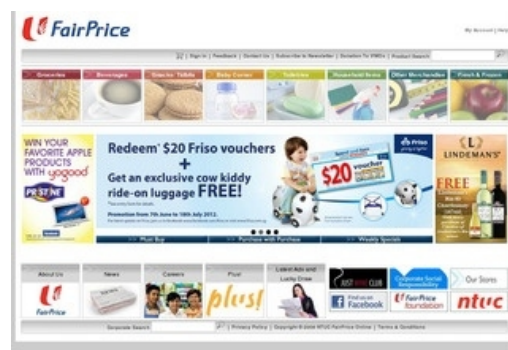 FairPrice
My Account | Help
Sign in | Feedback | Contact Us | Subscribe to Newsletter | Donation To VWOs | Product Search
Groceries
Beverages
Snacks/ Tidbits
Baby Corner
Toiletries
Household Items
Other Merchandise
Fresh & Frozen
WIN YOUR
FAVORITE APPLE
PRODUCTS
WITH yogood
PRISTINE
Redeem* $20 Friso vouchers
+
Get an exclusive cow kiddy
ride-on luggage FREE!
Promotion from 7th June to 18th July 2012.
$20 voucher
Friso
LINDEMAN'S
FREE
Plus! Buy
Purchase with Purchase
Weekly Specials
About Us
FairPrice
News
Careers
Plus!
plus!
Latest Ads and
Lucky Draw
JUST WINE CLUB
Find us on
Facebook
Corporate Social
Responsibility
FairPrice
foundation
Our Stores
ntuc
Corporate Search
| Privacy Policy | Copyright © 2006 NTUC FairPrice Online | Terms & Conditions